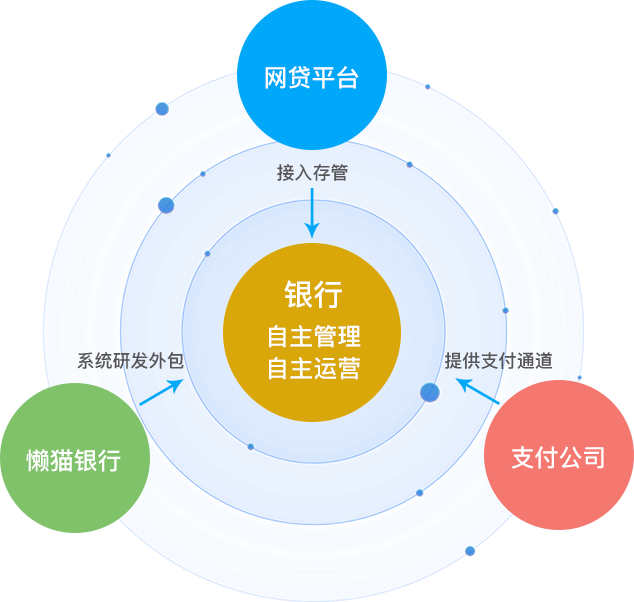 网贷平台
接入存管
银行
自主管理
自主运营
系统研发外包
提供支付通道
懒猫银行
支付公司